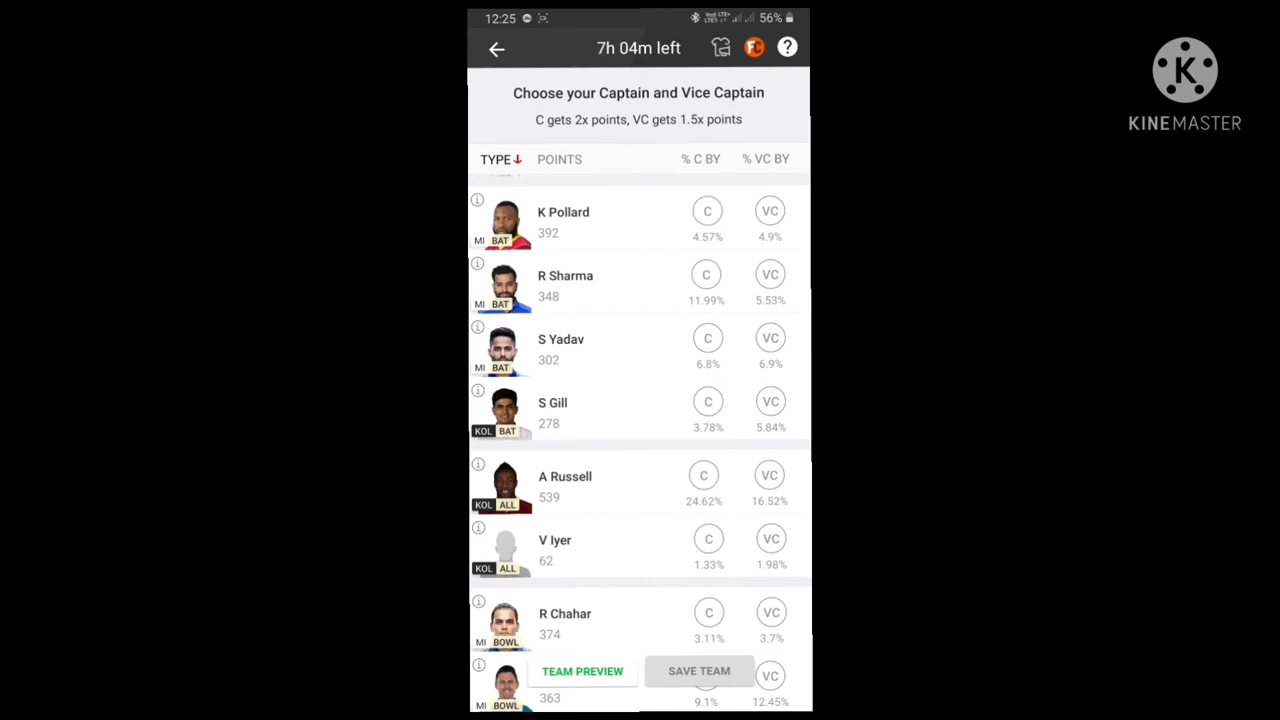 12:25
VoB LTE+
LTE1
56%
7h 04m left
FC
?
Choose your Captain and Vice Captain
C gets 2x points, VC gets 1.5x points
TYPE POINTS % C BY % VC BY
K Pollard
392
MI BAT
C VC
4.57% 4.9%
R Sharma
348
MI BAT
C VC
11.99% 5.53%
S Yadav
302
MI BAT
C VC
6.8% 6.9%
S Gill
278
KOL BAT
C VC
3.78% 5.84%
A Russell
539
KOL ALL
C VC
24.62% 16.52%
V Iyer
62
KOL ALL
C VC
1.33% 1.98%
R Chahar
374
MI BOWL
C VC
3.11% 3.7%
TEAM PREVIEW SAVE TEAM
VC
363
MI BOWL
9.1% 12.45%
K
KINEMASTER